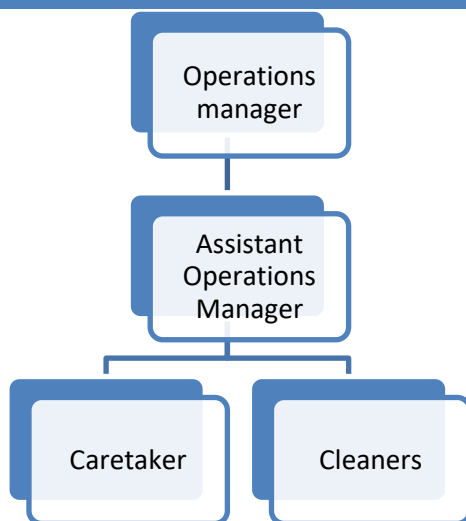 Operations
manager
Assistant
Operations
Manager
Caretaker
Cleaners